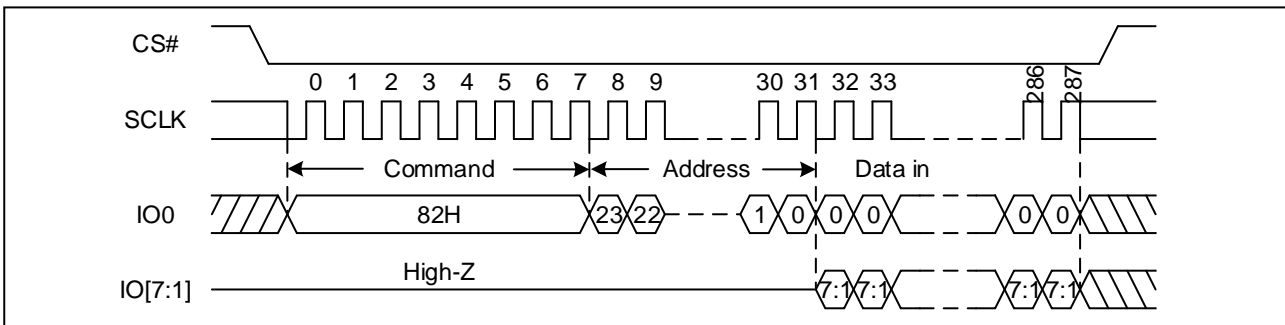 CS#
0 1 2 3 4 5 6 7 8 9 30 31 32 33 286 287
SCLK
Command Address Data in
IO0 82H 23 22 1 0 0 0 0 0
High-Z
IO[7:1] 7:1 7:1 7:1 7:1